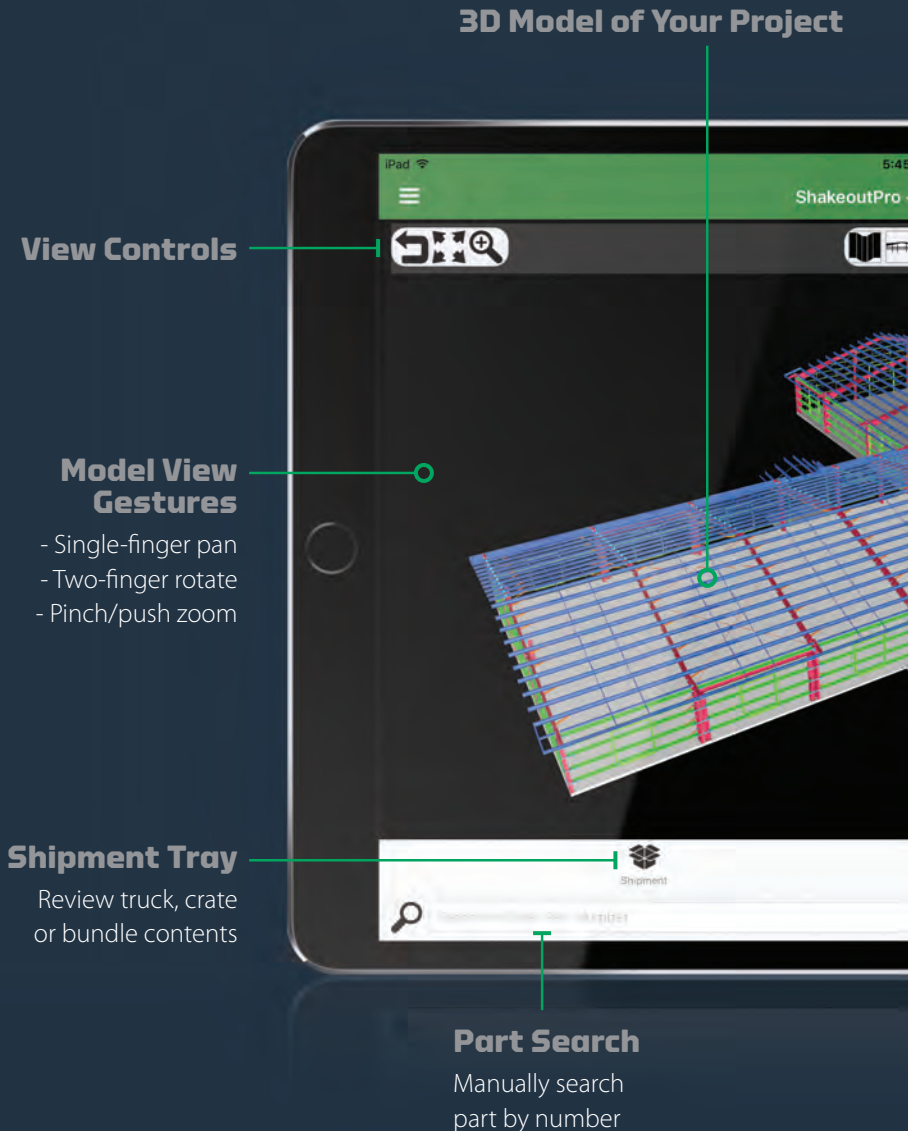 3D Model of Your Project
iPad
5:45
ShakeoutPro -
View Controls
Model View
Gestures
- Single-finger pan
- Two-finger rotate
- Pinch/push zoom
Shipment Tray
Review truck, crate
or bundle contents
Shipment
Number
Part Search
Manually search
part by number